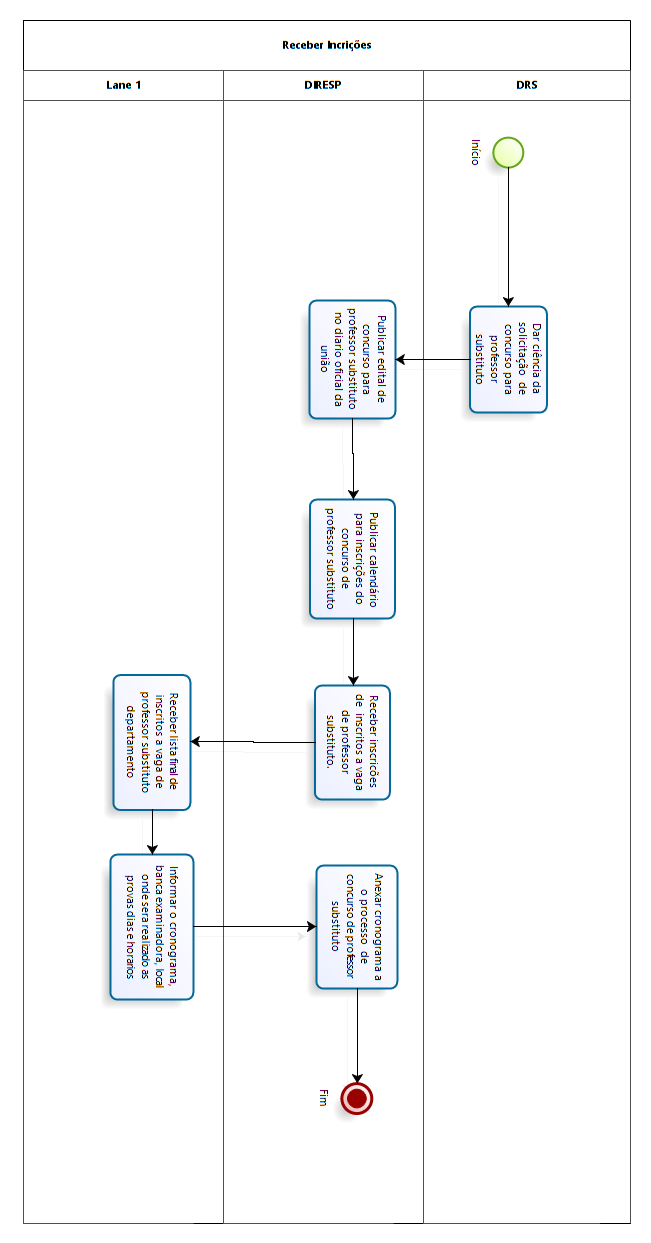 Receber Incrições
Lane 1
DIRESP
DRS
Início
Dar ciência da
solicitação de
concurso para
professor
substituto
Publicar edital de
concurso para
professor substituto
no diario oficial da
união
Publicar calendário
para inscrições do
concurso de
professor substituto
Receber inscrições
de inscritos a vaga
de professor
substituto.
Receber lista final de
inscritos a vaga de
professor substituto
departamento
Informar o cronograma,
banca examinadora, local
onde sera realizado as
provas dias e horarios
Anexar cronograma a
o processo de
concurso de professor
substituto
Fim